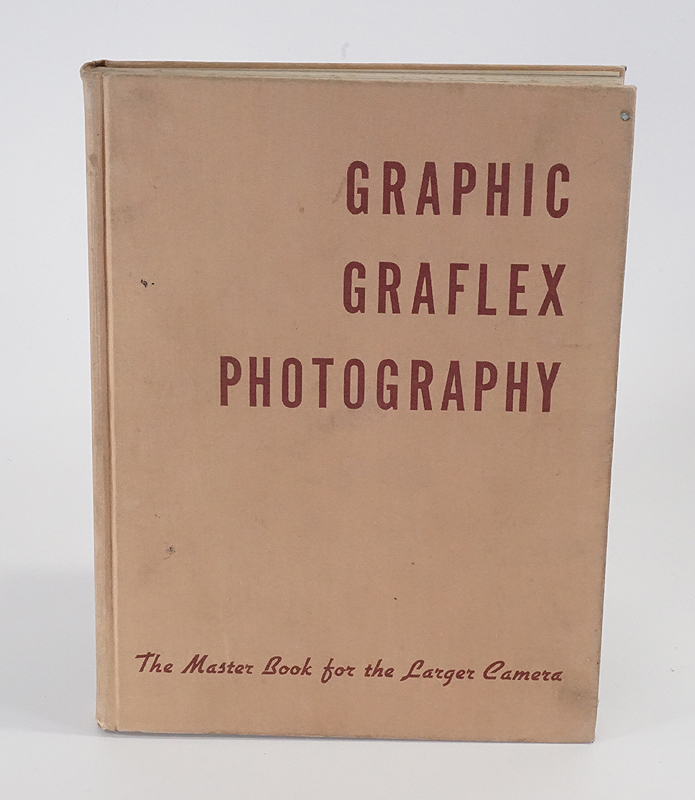 GRAPHIC
GRAFLEX
PHOTOGRAPHY
The Master Book for the Larger Camera